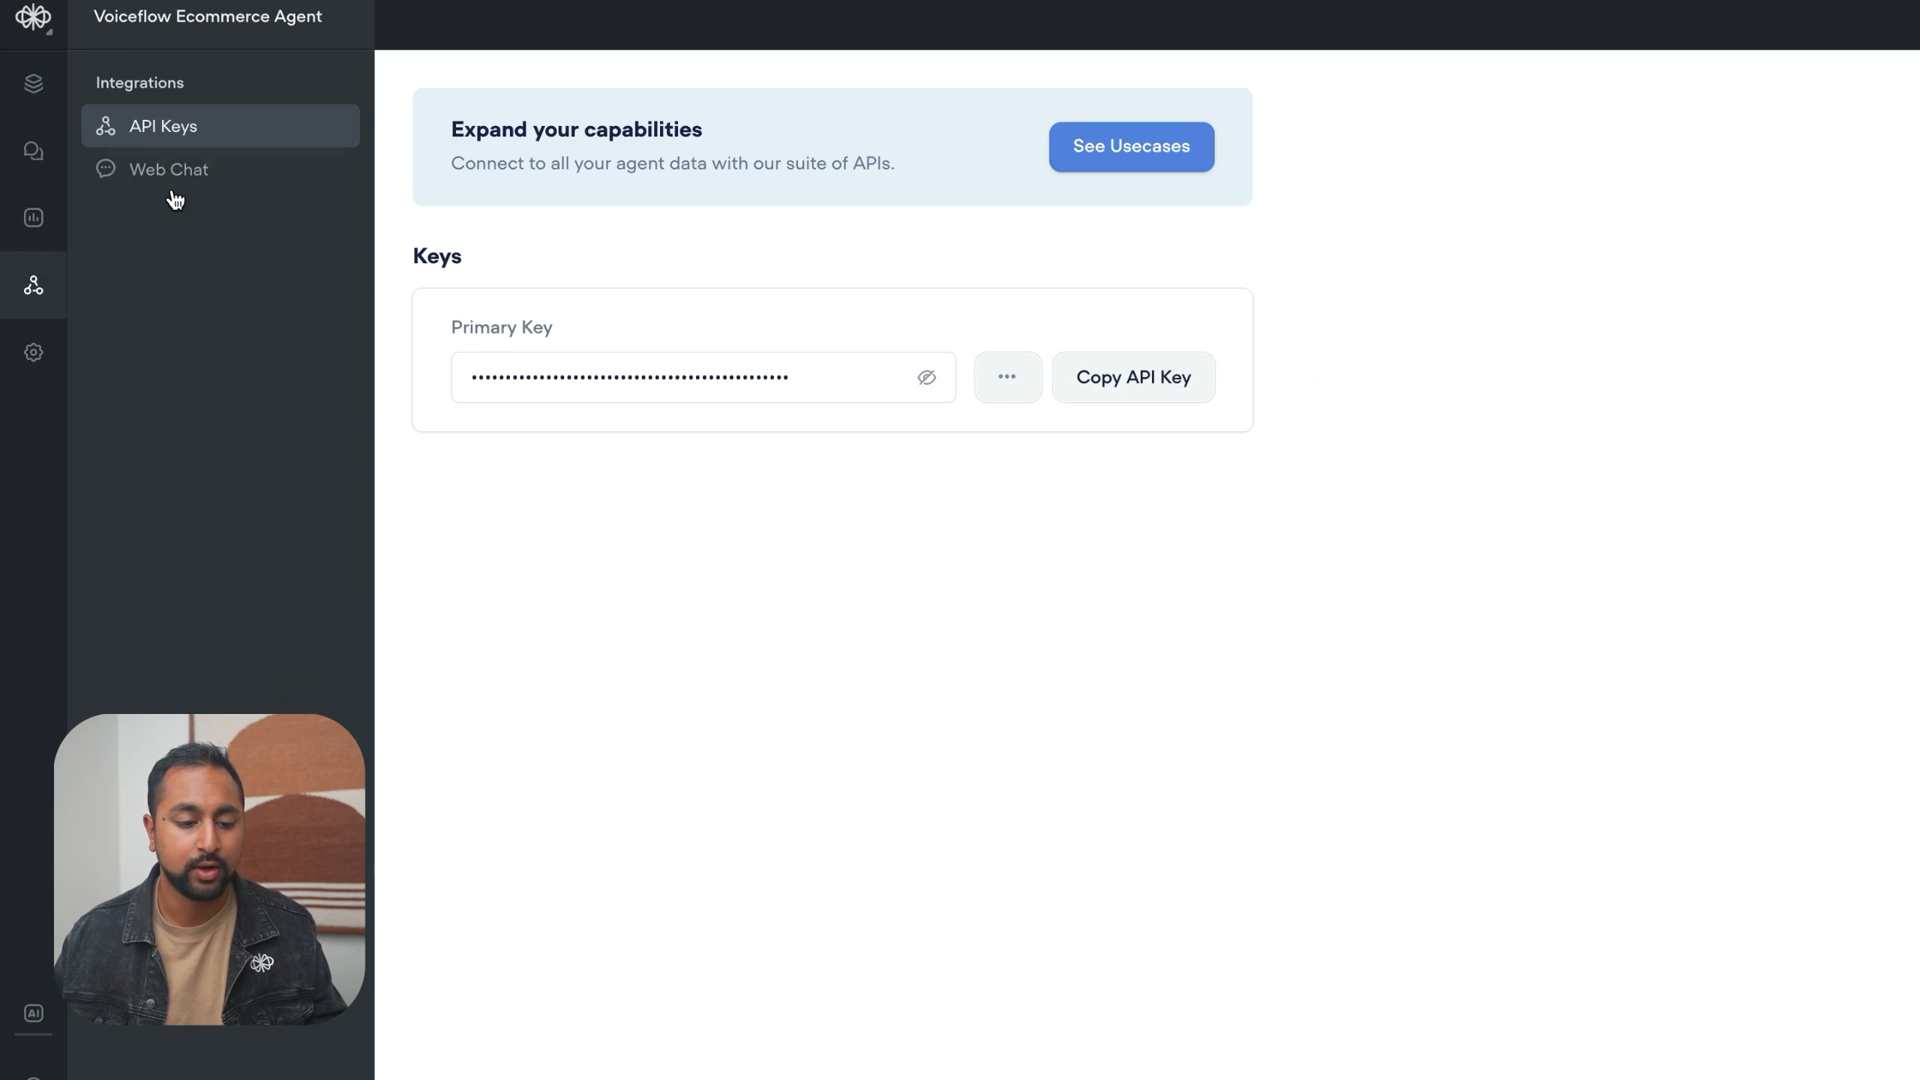 Voiceflow Ecommerce Agent
Integrations
API Keys
Web Chat
Expand your capabilities
Connect to all your agent data with our suite of APIs.
See Usecases
Keys
Primary Key
••••••••••••••••••••••••••••••••••••••••••••••••
•••
Copy API Key
AI